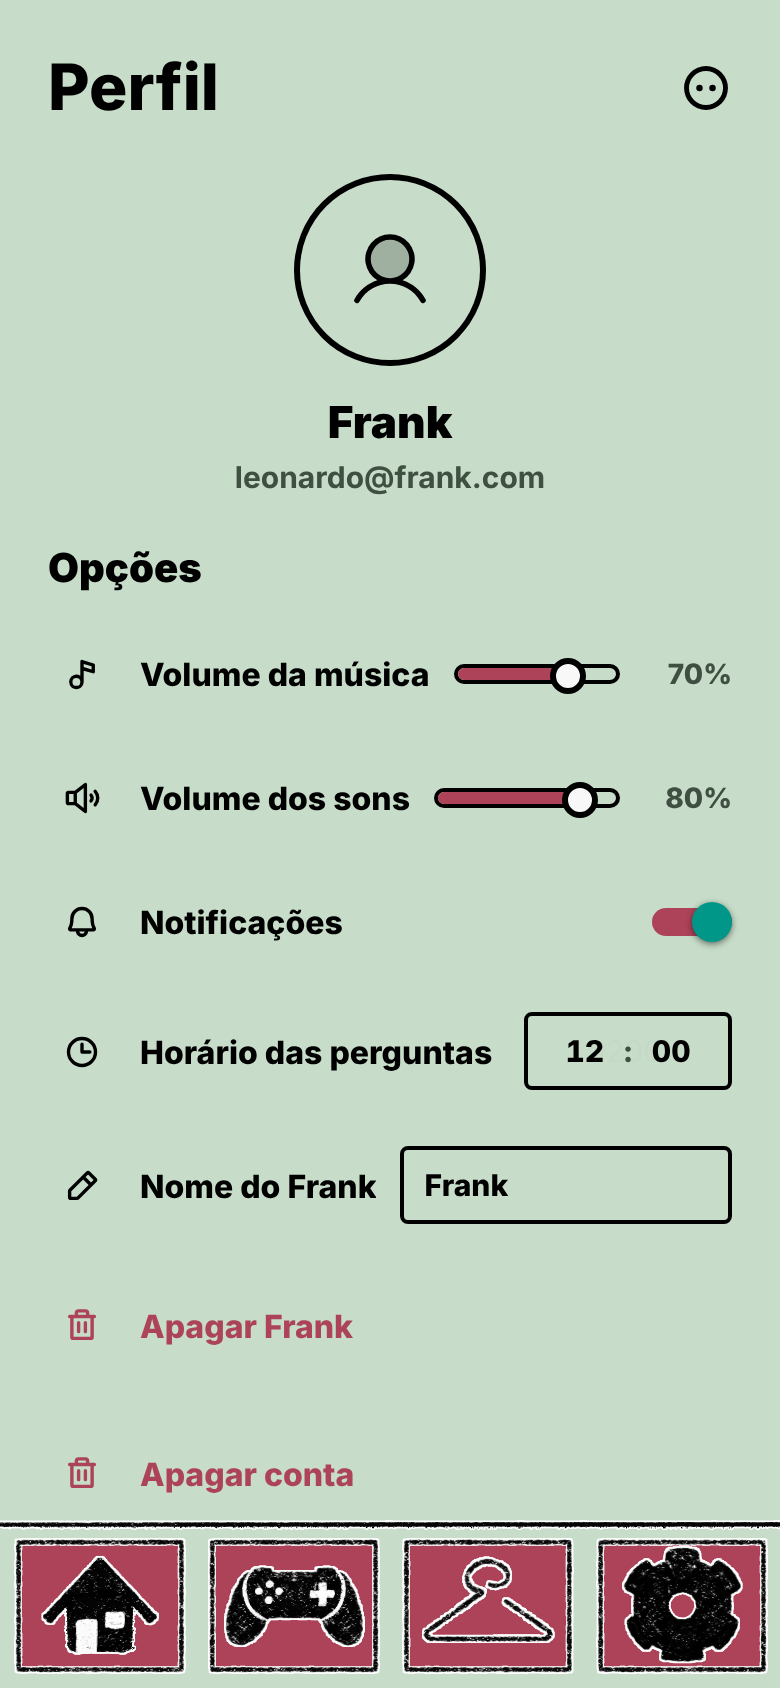 Perfil
Frank
leonardo@frank.com
Opções
Volume da música 70%
Volume dos sons 80%
Notificações
Horário das perguntas 12 : 00
Nome do Frank Frank
Apagar Frank
Apagar conta